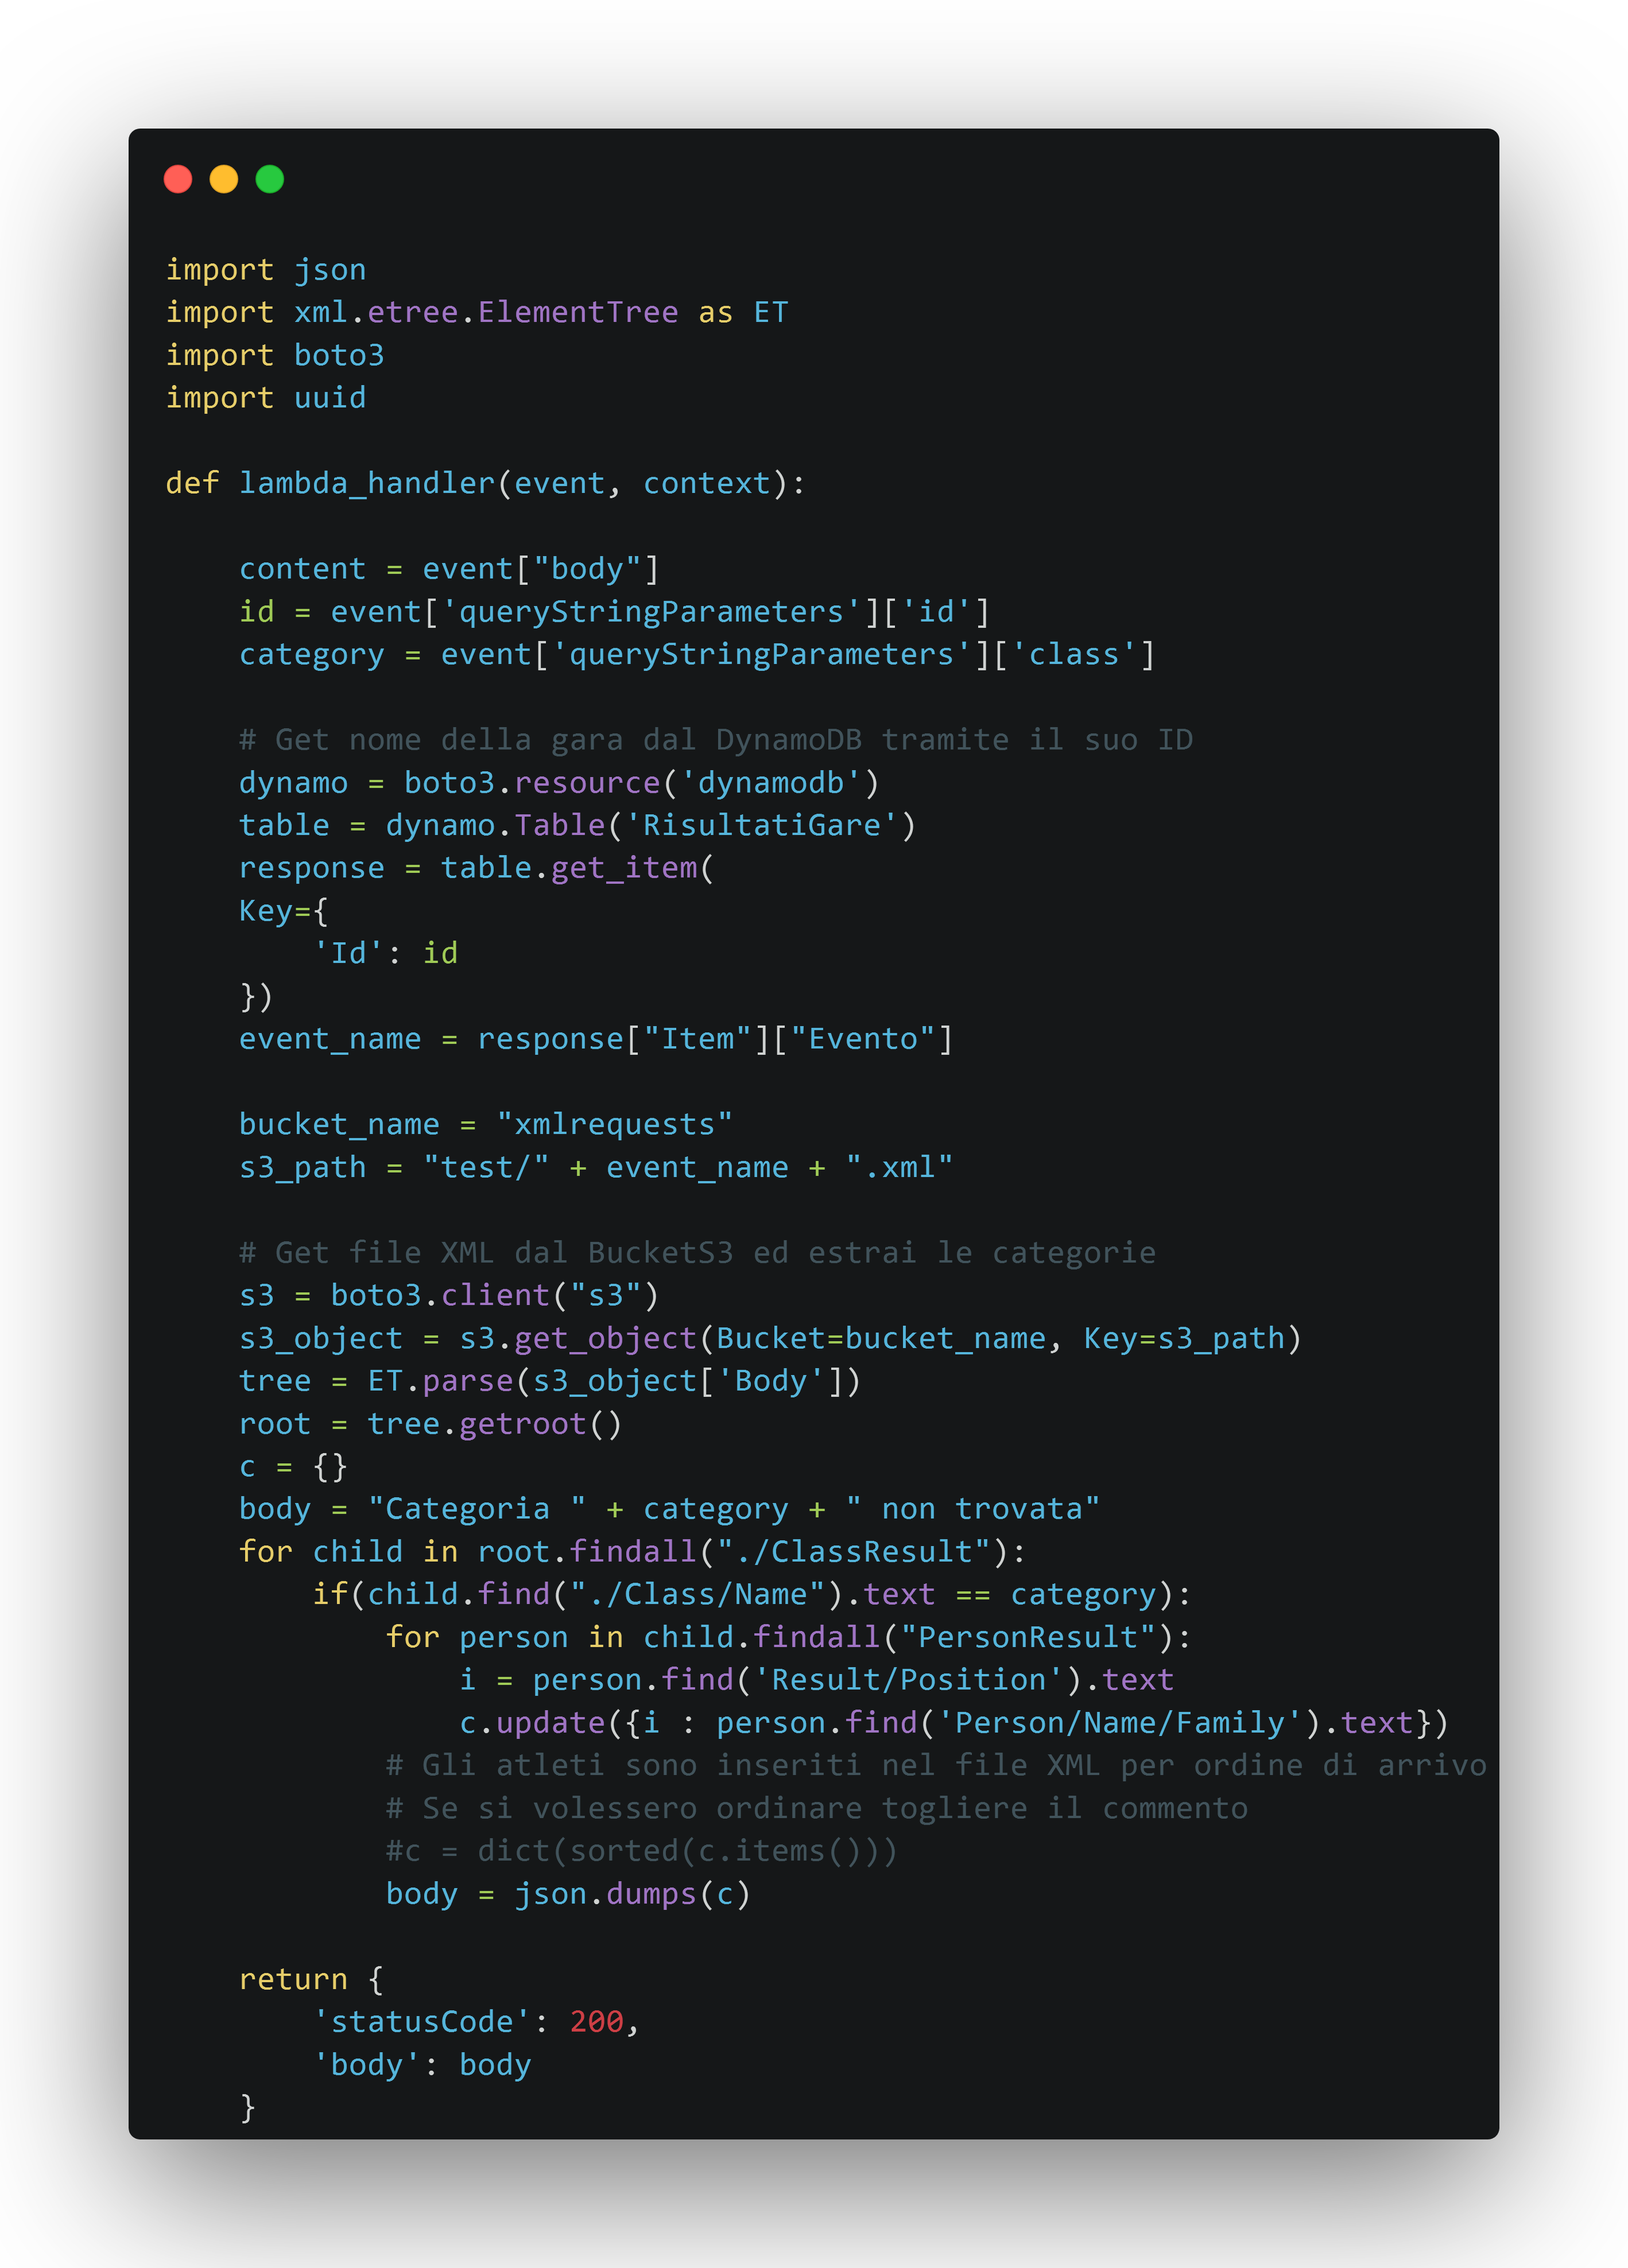 import json
import xml.etree.ElementTree as ET
import boto3
import uuid

def lambda_handler(event, context):

    content = event["body"]
    id = event['queryStringParameters']['id']
    category = event['queryStringParameters']['class']

    # Get nome della gara dal DynamoDB tramite il suo ID
    dynamo = boto3.resource('dynamodb')
    table = dynamo.Table('RisultatiGare')
    response = table.get_item(
    Key={
        'Id': id
    })
    event_name = response["Item"]["Evento"]

    bucket_name = "xmlrequests"
    s3_path = "test/" + event_name + ".xml"

    # Get file XML dal BucketS3 ed estrai le categorie
    s3 = boto3.client("s3")
    s3_object = s3.get_object(Bucket=bucket_name, Key=s3_path)
    tree = ET.parse(s3_object['Body'])
    root = tree.getroot()
    c = {}
    body = "Categoria " + category + " non trovata"
    for child in root.findall("./ClassResult"):
        if(child.find("./Class/Name").text == category):
            for person in child.findall("PersonResult"):
                i = person.find('Result/Position').text
                c.update({i : person.find('Person/Name/Family').text})
            # Gli atleti sono inseriti nel file XML per ordine di arrivo
            # Se si volessero ordinare togliere il commento
            #c = dict(sorted(c.items()))
            body = json.dumps(c)

    return {
        'statusCode': 200,
        'body': body
    }